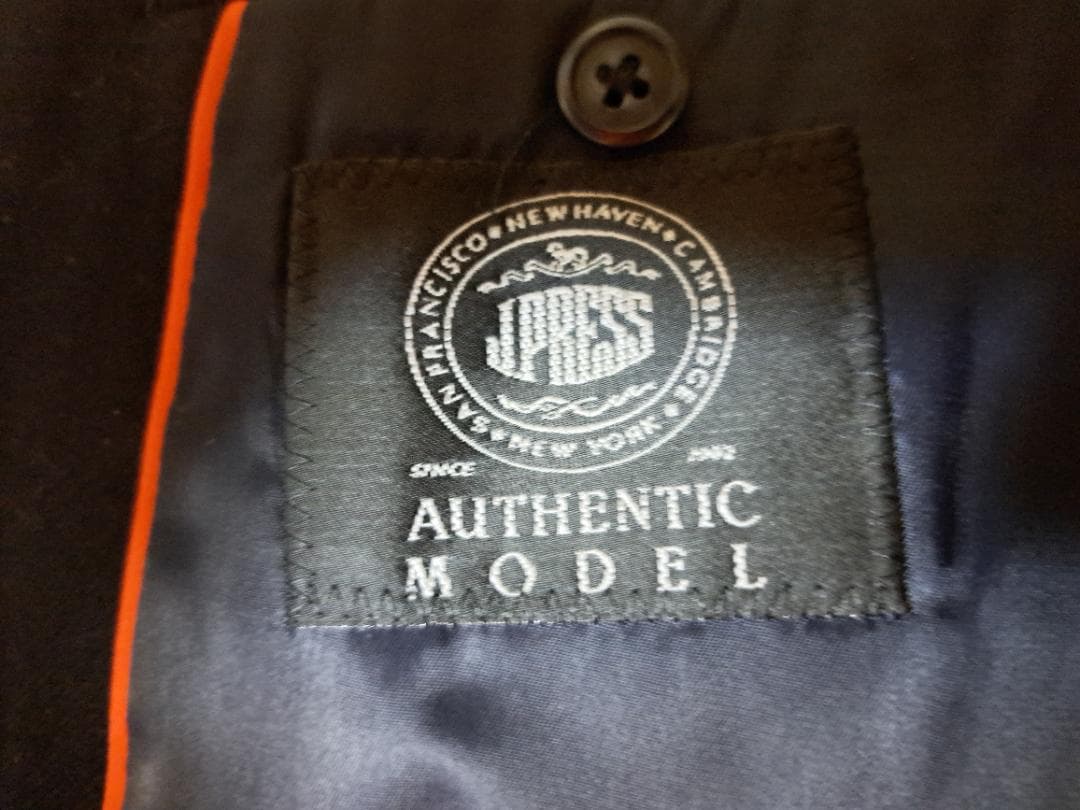 NEW HAVEN • CAMBRIDGE • NEW YORK • SAN FRANCISCO •
J.PRESS
SINCE
AUTHENTIC
MODEL